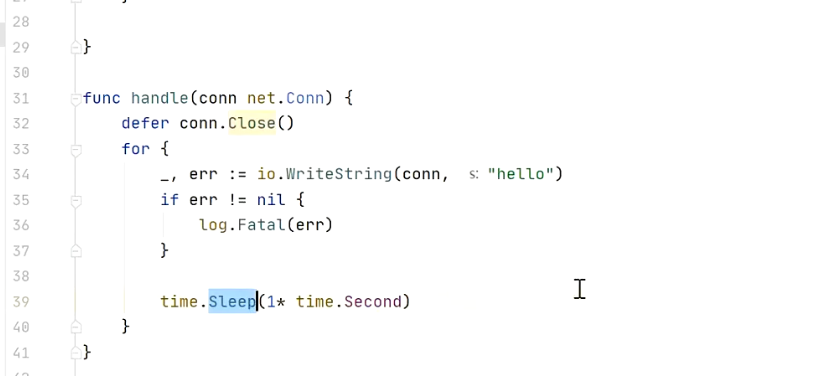 28
29 }
30
31 func handle(conn net.Conn) {
32 defer conn.Close()
33 for {
34 _, err := io.WriteString(conn, s: "hello")
35 if err != nil {
36 log.Fatal(err)
37 }
38
39 time.Sleep(1* time.Second)
40 }
41 }